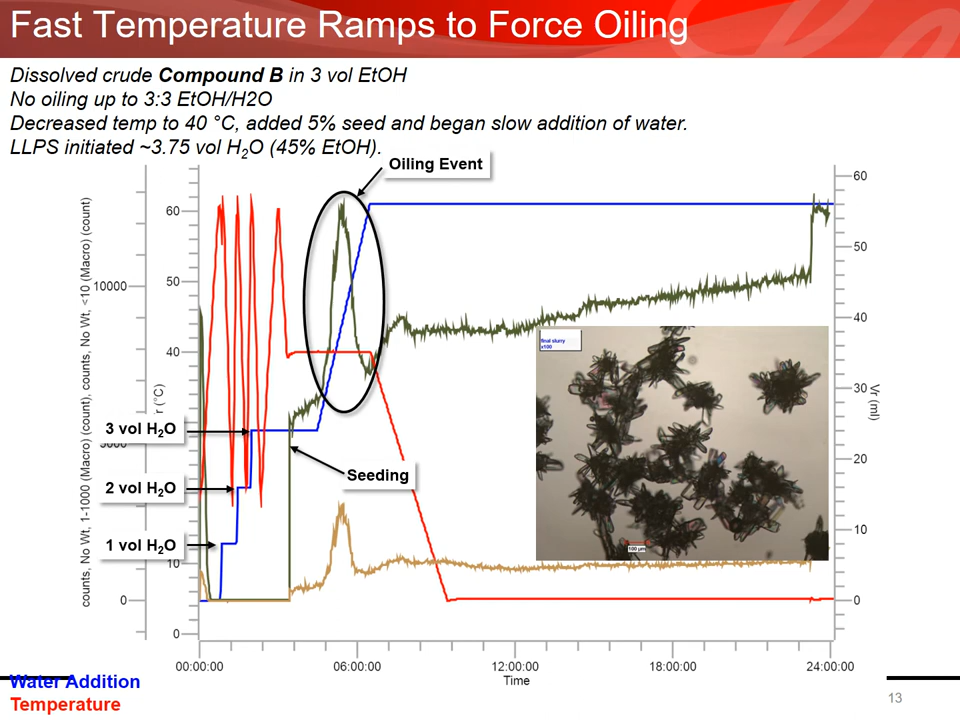 Fast Temperature Ramps to Force Oiling
Dissolved crude Compound B in 3 vol EtOH
No oiling up to 3:3 EtOH/H2O
Decreased temp to 40 °C, added 5% seed and began slow addition of water.
LLPS initiated ~3.75 vol H₂O (45% EtOH).
Oiling Event
counts, No Wt, 1-1000 (Macro) (count), counts, No Wt, <10 (Macro) (count)
10000
0
r (°C)
60
50
40
10
0
60
50
40
30
20
10
0
Vr (ml)
3 vol H₂O
2 vol H₂O
1 vol H₂O
Seeding
final slurry
x100
100 µm
00:00:00
06:00:00
12:00:00
18:00:00
24:00:00
Time
Water Addition
Temperature
13